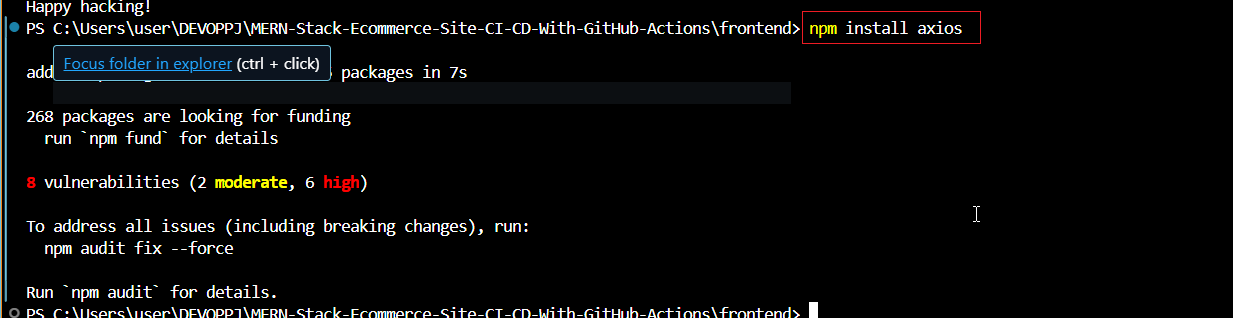 Happy hacking!
PS C:\Users\user\DEVOPPJ\MERN-Stack-Ecommerce-Site-CI-CD-With-GitHub-Actions\frontend> npm install axios
Focus folder in explorer (ctrl + click)
add packages in 7s
268 packages are looking for funding
run `npm fund` for details
8 vulnerabilities (2 moderate, 6 high)
To address all issues (including breaking changes), run:
npm audit fix --force
Run `npm audit` for details.
PS C:\Users\user\DEVOPPJ\MERN-Stack-Ecommerce-Site-CI-CD-With-GitHub-Actions\frontend>